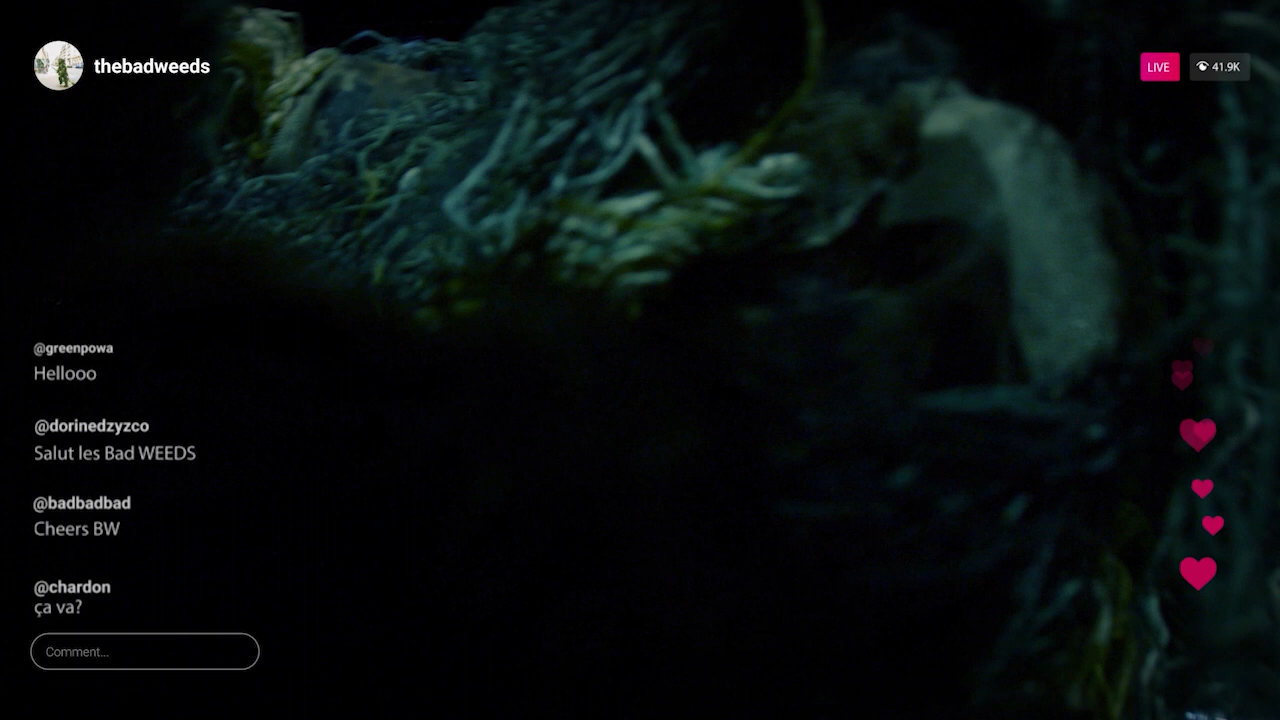 thebadweeds
LIVE
41.9K
@greenpowa
Hellooo
@dorinedzyzco
Salut les Bad WEEDS
@badbadbad
Cheers BW
@chardon
ça va?
Comment...